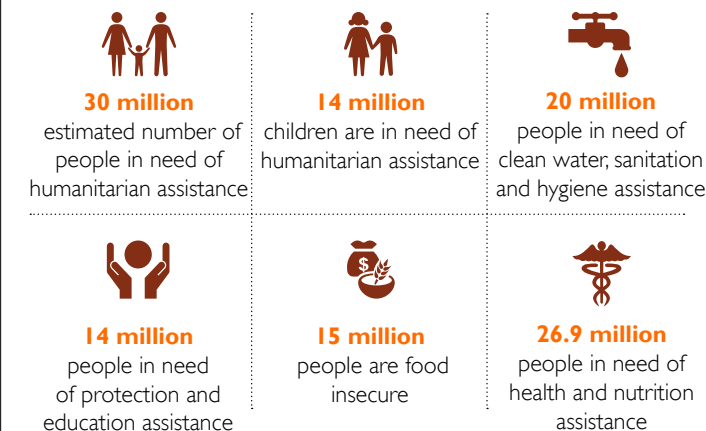 30 million
estimated number of
people in need of
humanitarian assistance
14 million
children are in need of
humanitarian assistance
20 million
people in need of
clean water, sanitation
and hygiene assistance
14 million
people in need
of protection and
education assistance
$
15 million
people are food
insecure
26.9 million
people in need of
health and nutrition
assistance